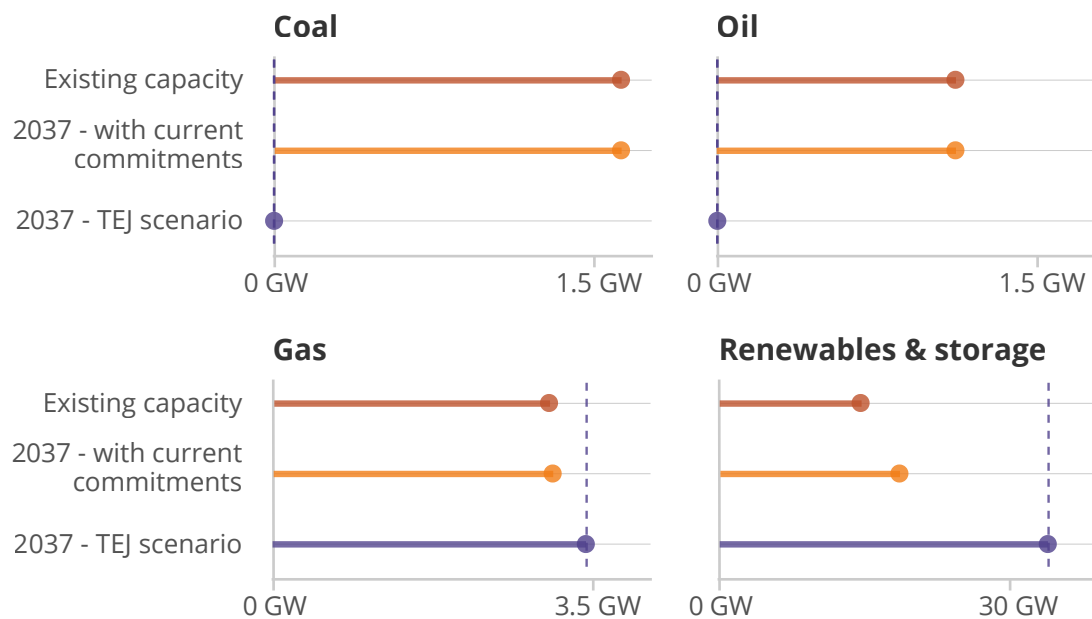 Coal
Oil
Existing capacity
2037 - with current
commitments
2037 - TEJ scenario
0 GW
1.5 GW
0 GW
1.5 GW
Gas
Renewables & storage
Existing capacity
2037 - with current
commitments
2037 - TEJ scenario
0 GW
3.5 GW
0 GW
30 GW